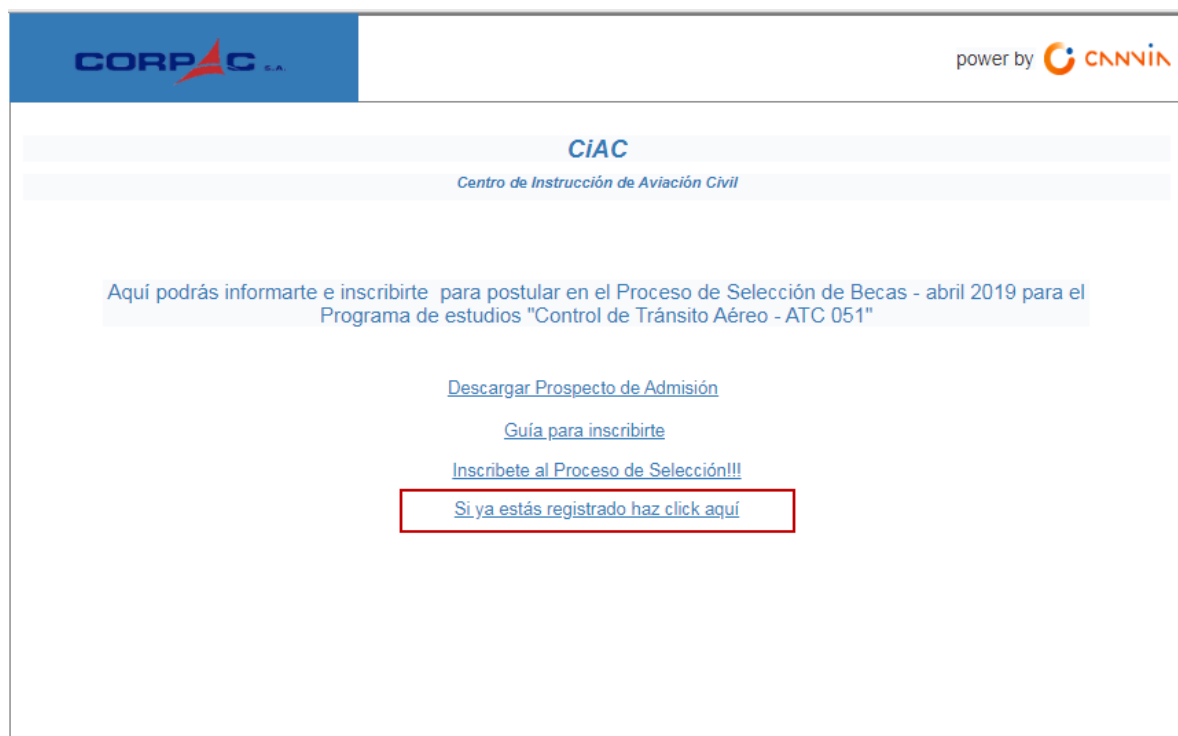 CORPAC S.A.
power by CANVIA
CiAC
Centro de Instrucción de Aviación Civil
Aquí podrás informarte e inscribirte para postular en el Proceso de Selección de Becas - abril 2019 para el
Programa de estudios "Control de Tránsito Aéreo - ATC 051"
Descargar Prospecto de Admisión
Guía para inscribirte
Inscribete al Proceso de Selección!!!
Si ya estás registrado haz click aquí